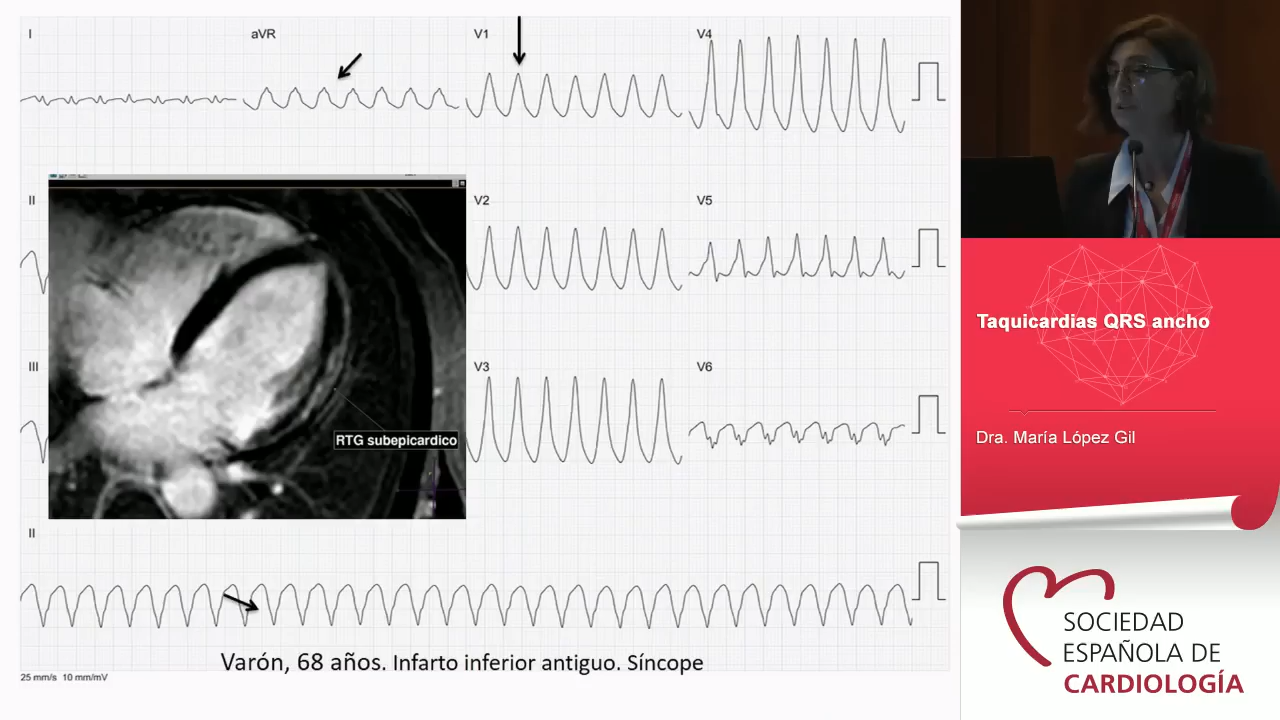 I
aVR
V1
V4
II
V2
V5
III
V3
V6
RTG subepicardico
II
Varón, 68 años. Infarto inferior antiguo. Síncope
25 mm/s 10 mm/mV
Taquicardias QRS ancho
Dra. María López Gil
SOCIEDAD
ESPAÑOLA DE
CARDIOLOGÍA